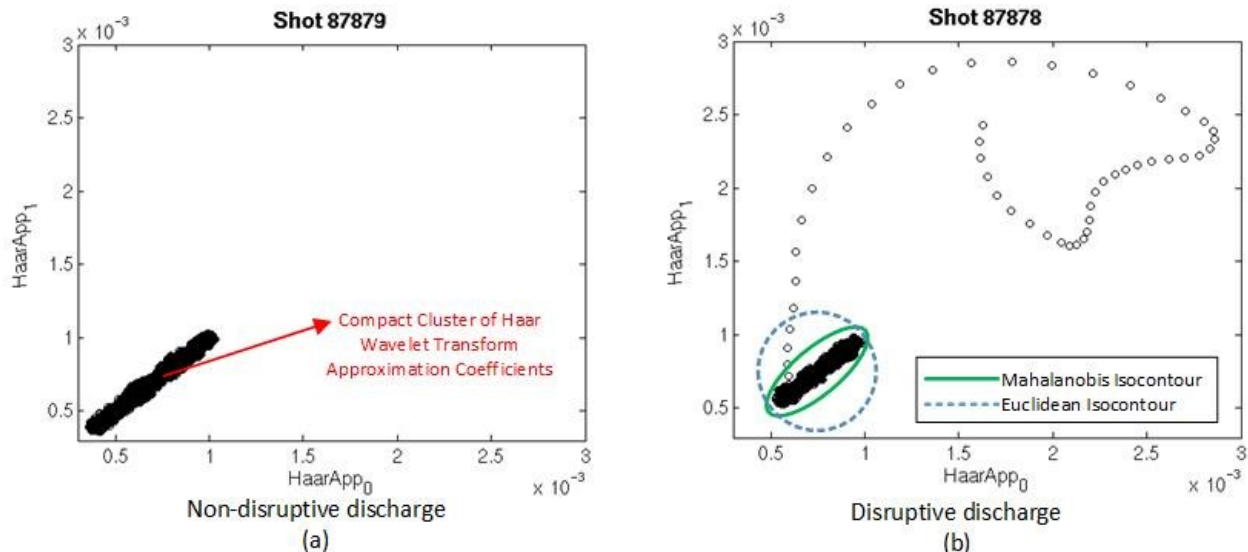 Shot 87879
x 10⁻³
3
2.5
2
1.5
1
0.5
HaarApp₁
0.5
1
1.5
2
2.5
3
HaarApp₀
x 10⁻³
Compact Cluster of Haar
Wavelet Transform
Approximation Coefficients
Non-disruptive discharge
(a)
Shot 87878
x 10⁻³
3
2.5
2
1.5
1
0.5
HaarApp₁
0.5
1
1.5
2
2.5
3
HaarApp₀
x 10⁻³
Mahalanobis Isocontour
Euclidean Isocontour
Disruptive discharge
(b)